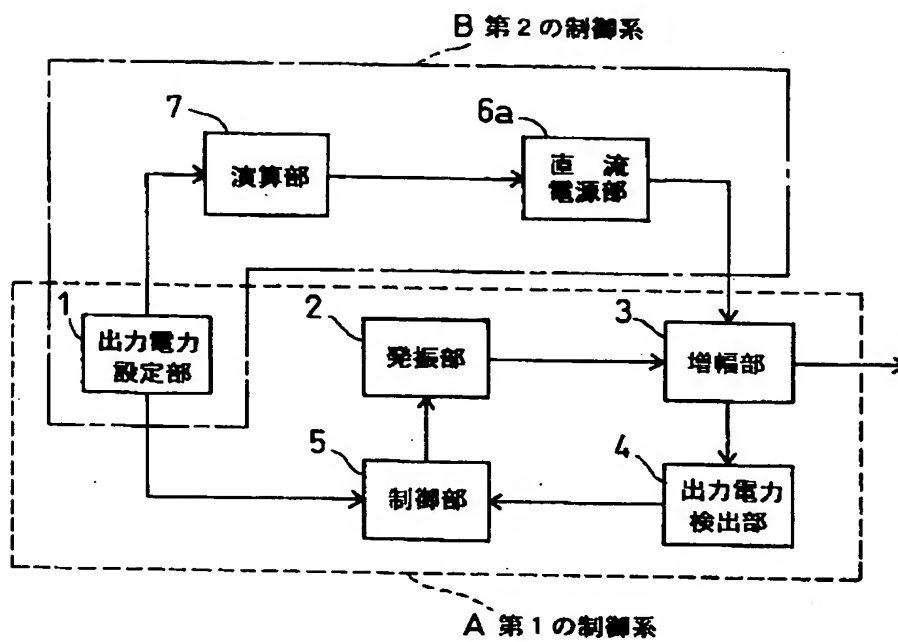 B 第2の制御系
7
演算部
6a
直 流
電源部
1
出力電力
設定部
2
発振部
3
増幅部
5
制御部
4
出力電力
検出部
A 第1の制御系